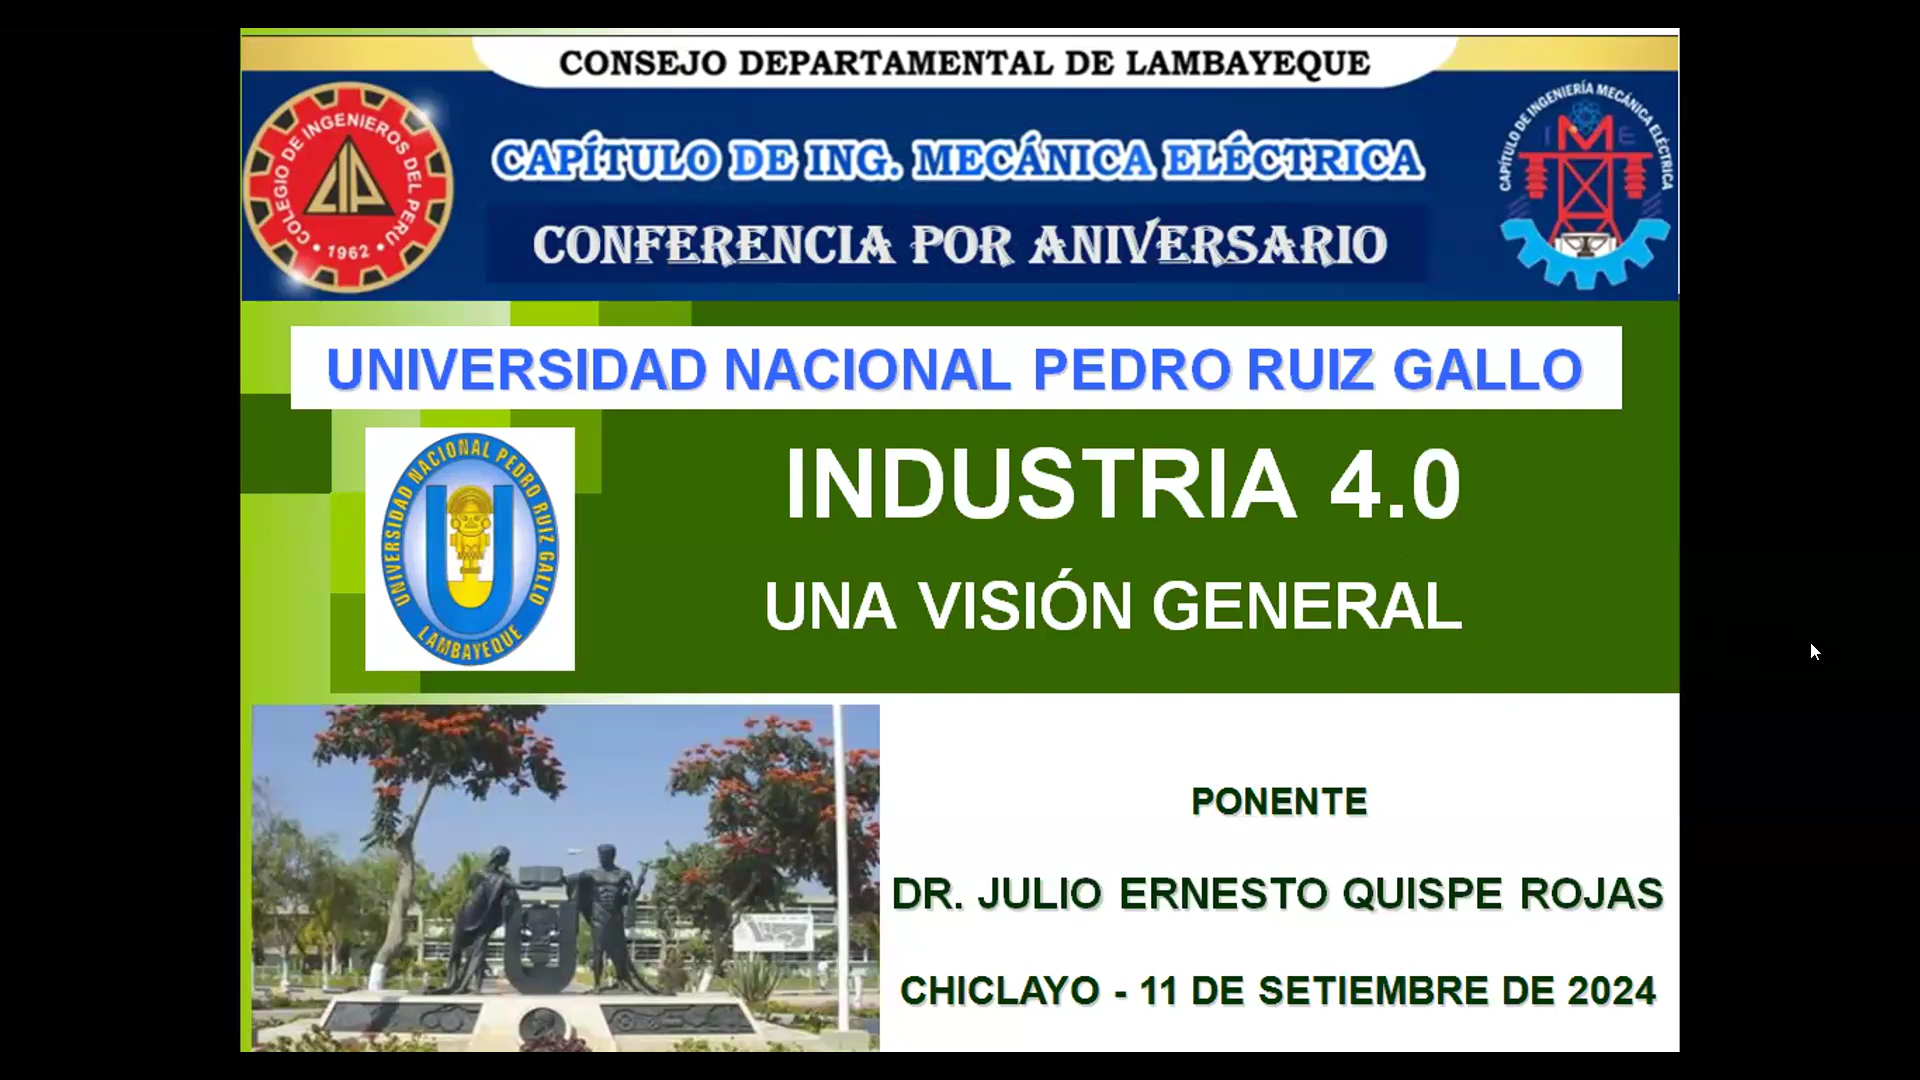 CONSEJO DEPARTAMENTAL DE LAMBAYEQUE
COLEGIO DE INGENIEROS DEL PERU
CIP
• 1962 •
CAPÍTULO DE ING. MECÁNICA ELÉCTRICA
CONFERENCIA POR ANIVERSARIO
CAPÍTULO DE INGENIERÍA MECÁNICA ELÉCTRICA
I M E
UNIVERSIDAD NACIONAL PEDRO RUIZ GALLO
UNIVERSIDAD NACIONAL PEDRO RUIZ GALLO
LAMBAYEQUE
INDUSTRIA 4.0
UNA VISIÓN GENERAL
PONENTE
DR. JULIO ERNESTO QUISPE ROJAS
CHICLAYO - 11 DE SETIEMBRE DE 2024